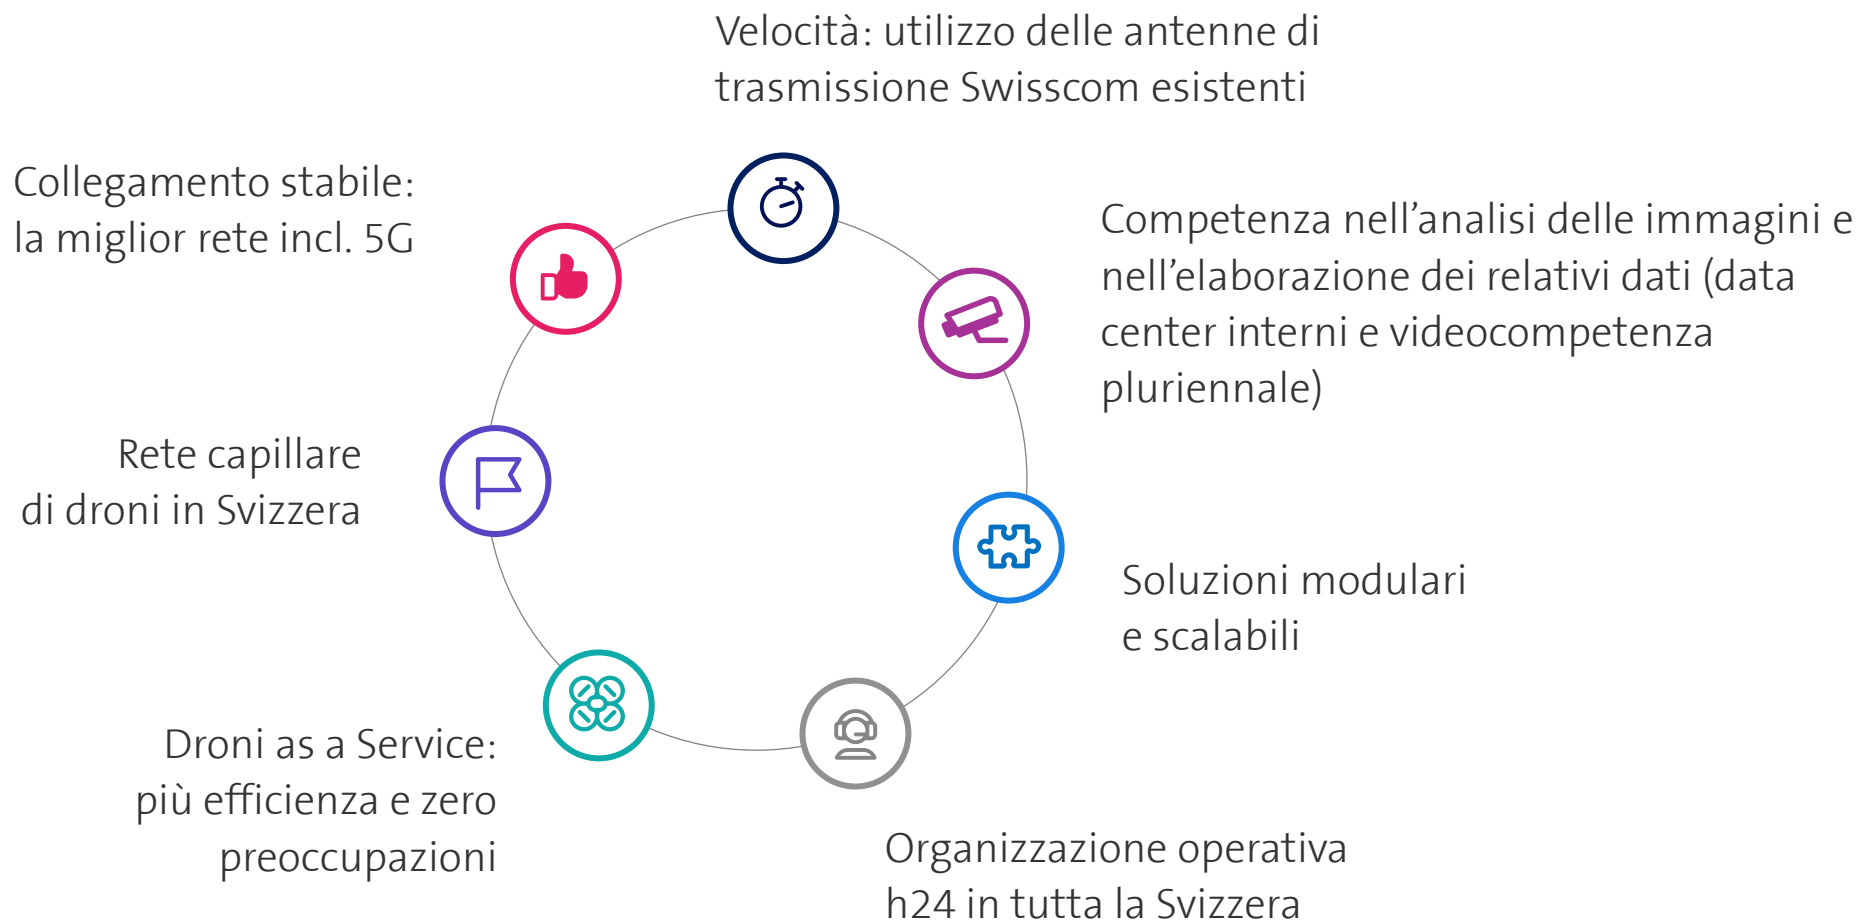 Velocità: utilizzo delle antenne di
trasmissione Swisscom esistenti
Collegamento stabile:
la miglior rete incl. 5G
Competenza nell’analisi delle immagini e
nell’elaborazione dei relativi dati (data
center interni e videocompetenza
pluriennale)
Rete capillare
di droni in Svizzera
Soluzioni modulari
e scalabili
Droni as a Service:
più efficienza e zero
preoccupazioni
Organizzazione operativa
h24 in tutta la Svizzera